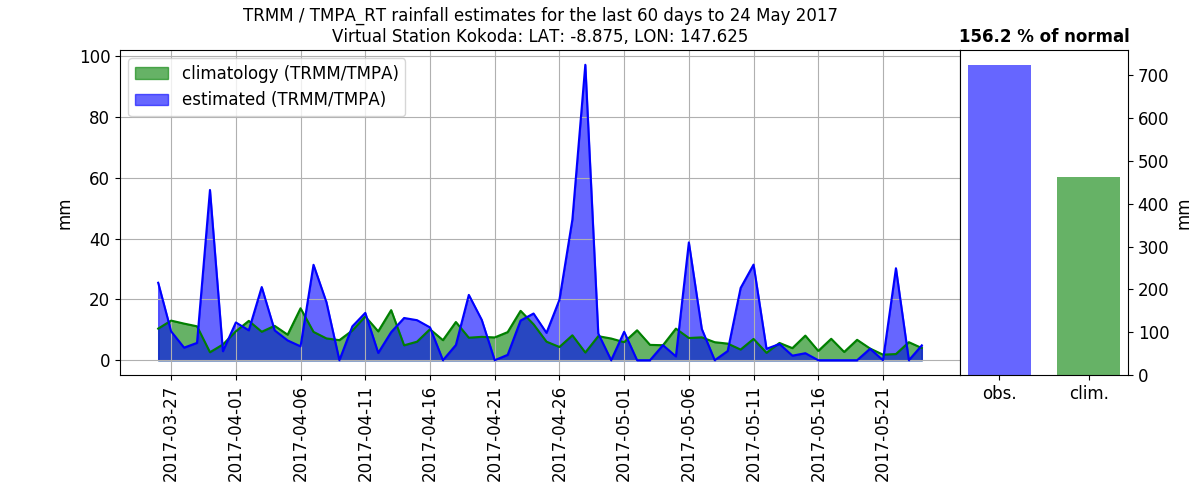 TRMM / TMPA_RT rainfall estimates for the last 60 days to 24 May 2017
Virtual Station Kokoda: LAT: -8.875, LON: 147.625
156.2 % of normal
climatology (TRMM/TMPA)
estimated (TRMM/TMPA)
100
80
60
40
20
0
mm
2017-03-27
2017-04-01
2017-04-06
2017-04-11
2017-04-16
2017-04-21
2017-04-26
2017-05-01
2017-05-06
2017-05-11
2017-05-16
2017-05-21
700
600
500
400
300
200
100
0
mm
obs.
clim.